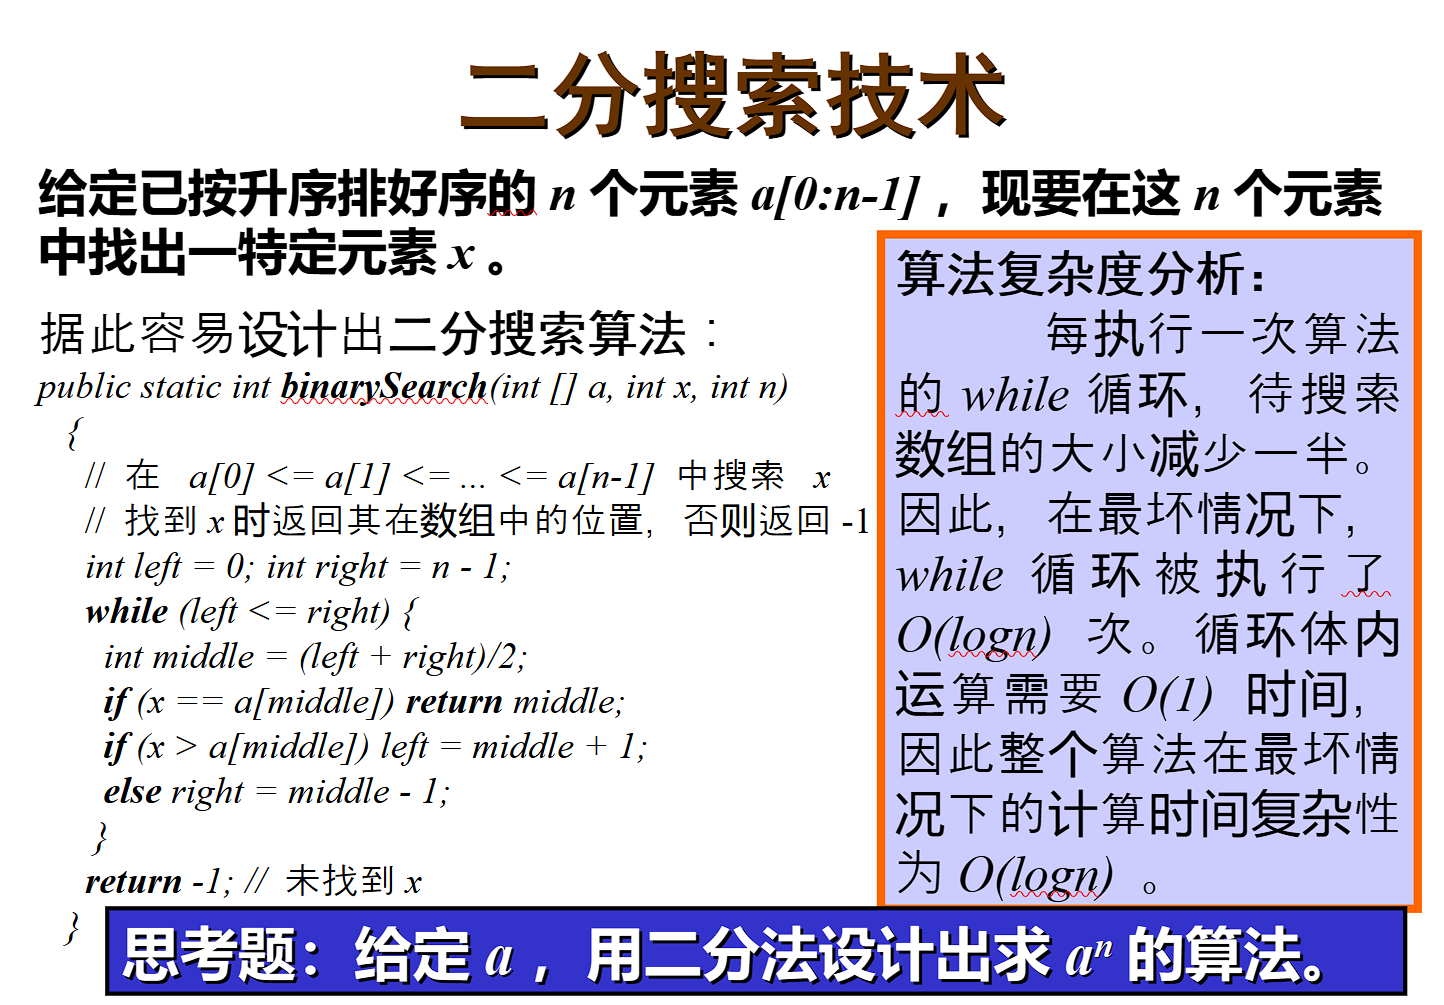 二分搜索技术
给定已按升序排好序的 n 个元素 a[0:n-1] ， 现要在这 n 个元素
中找出一特定元素 x 。
据此容易设计出二分搜索算法：
public static int binarySearch(int [] a, int x, int n)
{
// 在 a[0] <= a[1] <= ... <= a[n-1] 中搜索 x
// 找到 x 时返回其在数组中的位置, 否则返回 -1
int left = 0; int right = n - 1;
while (left <= right) {
int middle = (left + right)/2;
if (x == a[middle]) return middle;
if (x > a[middle]) left = middle + 1;
else right = middle - 1;
}
return -1; // 未找到 x
}
算法复杂度分析：
每执行一次算法
的 while 循环, 待搜索
数组的大小减少一半。
因此, 在最坏情况下,
while 循环被执行了
O(logn) 次。循环体内
运算需要 O(1) 时间,
因此整个算法在最坏情
况下的计算时间复杂性
为 O(logn) 。
思考题：给定 a ， 用二分法设计出求 aⁿ 的算法。